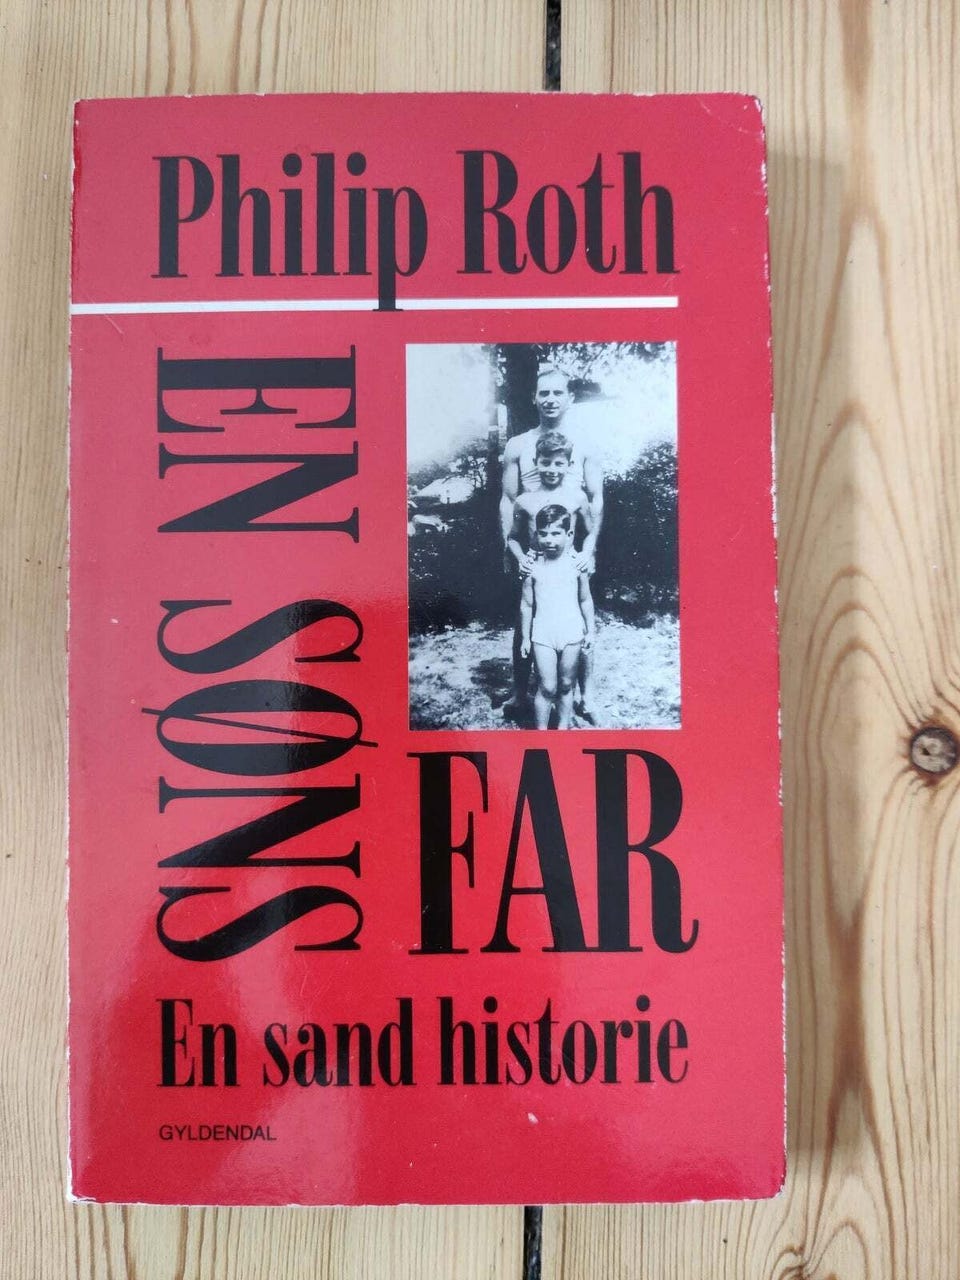 Philip Roth
EN SØNS
FAR
En sand historie
GYLDENDAL